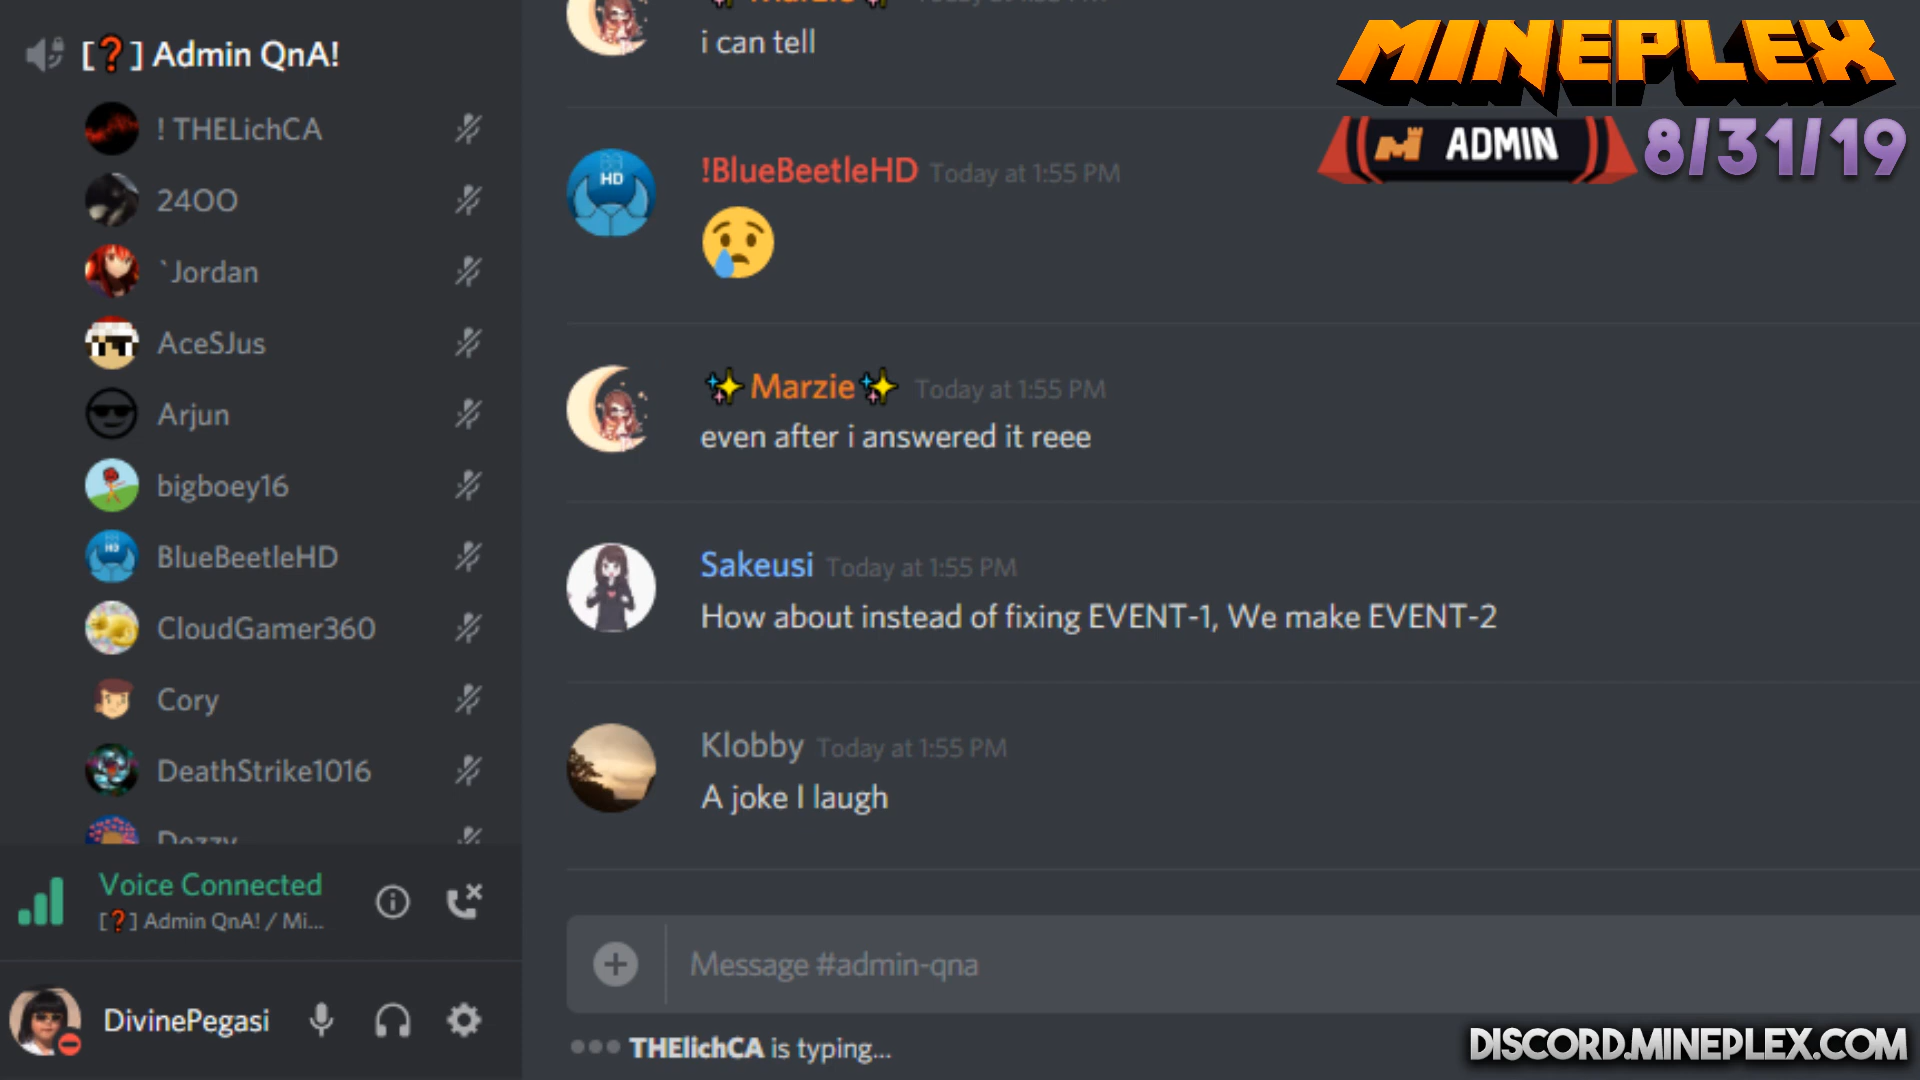 [❓] Admin QnA!
! THELichCA
24OO
`Jordan
AceSJus
Arjun
bigboey16
BlueBeetleHD
CloudGamer360
Cory
DeathStrike1016
Dezzy
Voice Connected
[❓] Admin QnA! / Mi...
DivinePegasi
i can tell
!BlueBeetleHD Today at 1:55 PM
HD
😢
✨Marzie✨ Today at 1:55 PM
even after i answered it reee
Sakeusi Today at 1:55 PM
How about instead of fixing EVENT-1, We make EVENT-2
Klobby Today at 1:55 PM
A joke I laugh
Message #admin-qna
THElichCA is typing...
MINEPLEX
ADMIN 8/31/19
DISCORD.MINEPLEX.COM